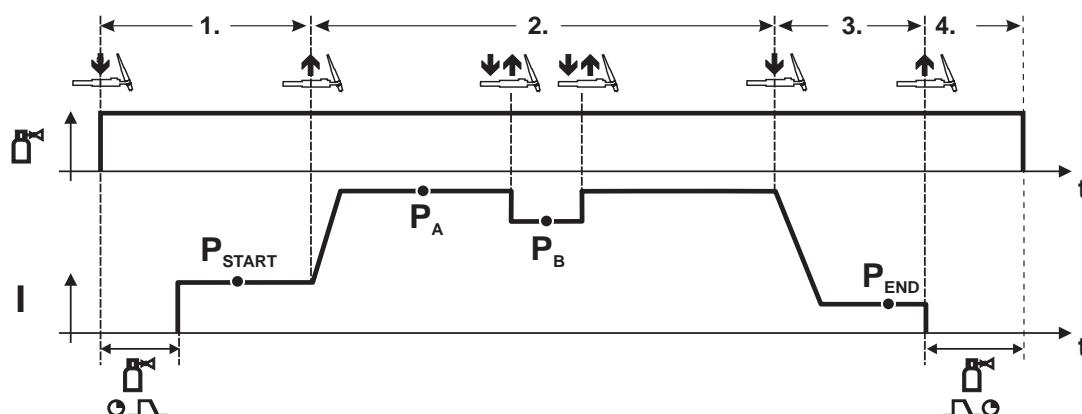 1. 2. 3. 4.
t
P_A
P_B
P_START
P_END
I
t